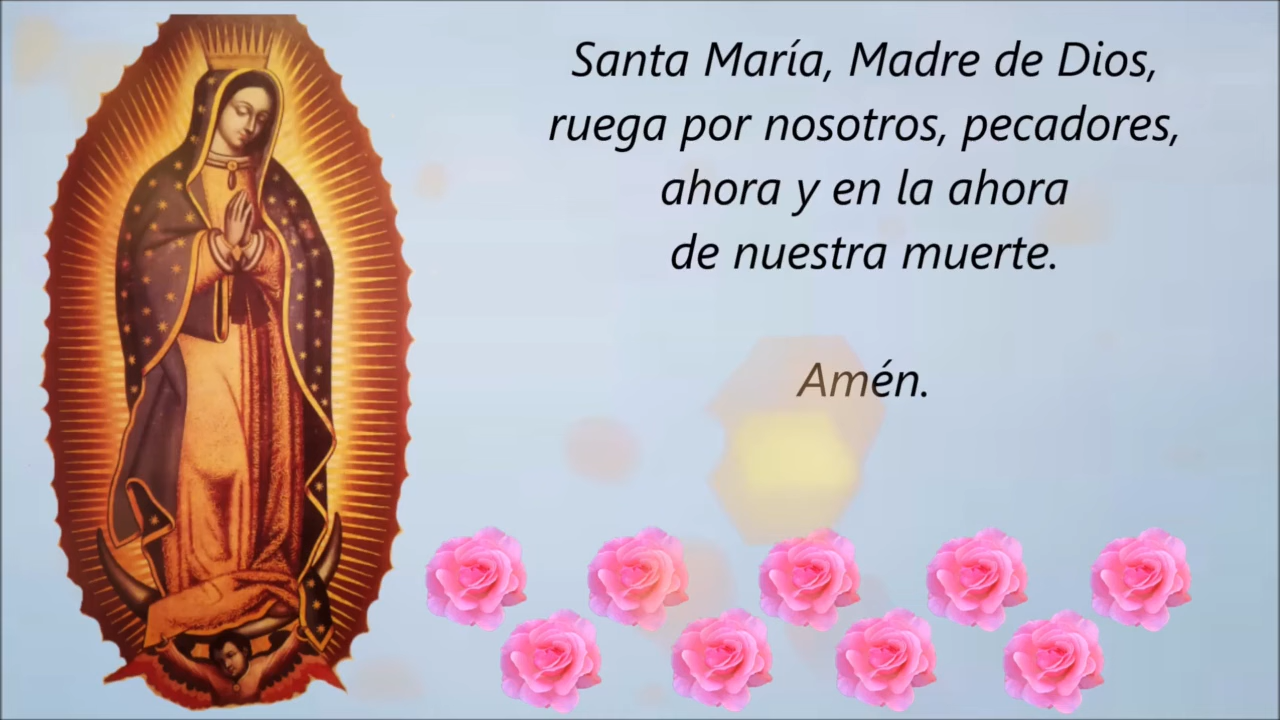 Santa María, Madre de Dios,
ruega por nosotros, pecadores,
ahora y en la ahora
de nuestra muerte.
Amén.